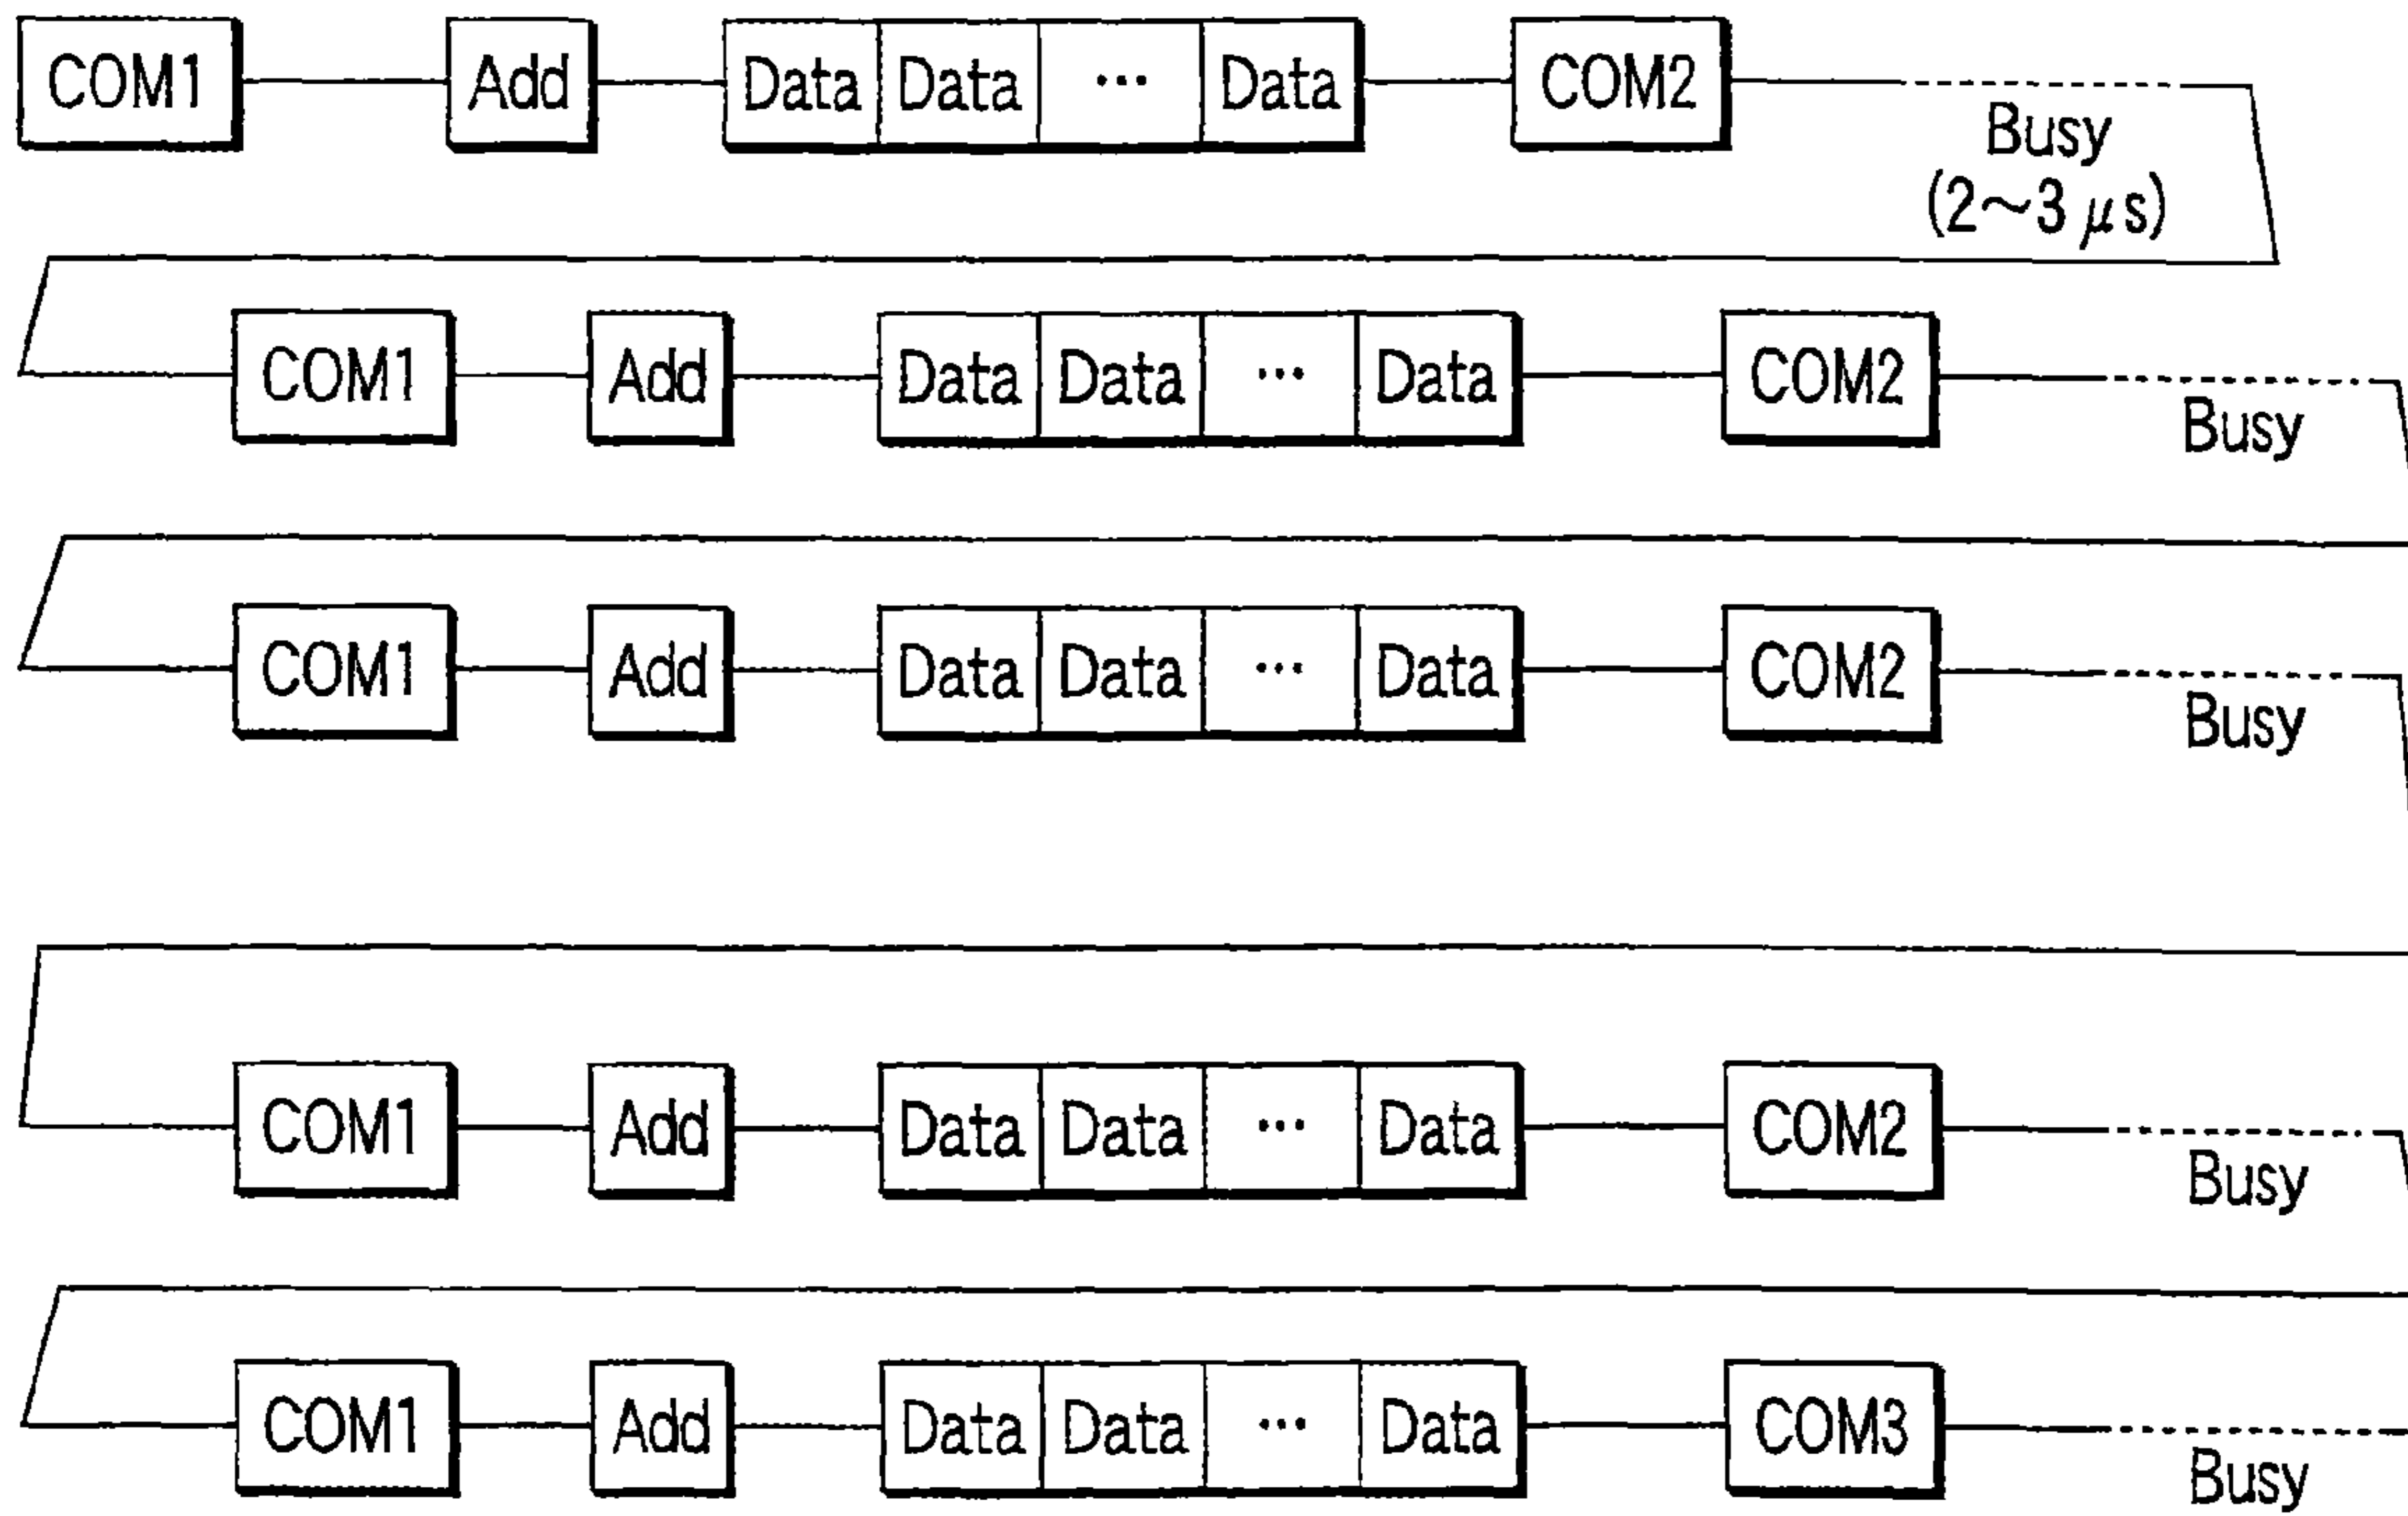 COM1 Add Data Data ... Data COM2
Busy
(2~3 μs)
COM1 Add Data Data ... Data COM2
Busy
COM1 Add Data Data ... Data COM2
Busy
COM1 Add Data Data ... Data COM2
Busy
COM1 Add Data Data ... Data COM3
Busy